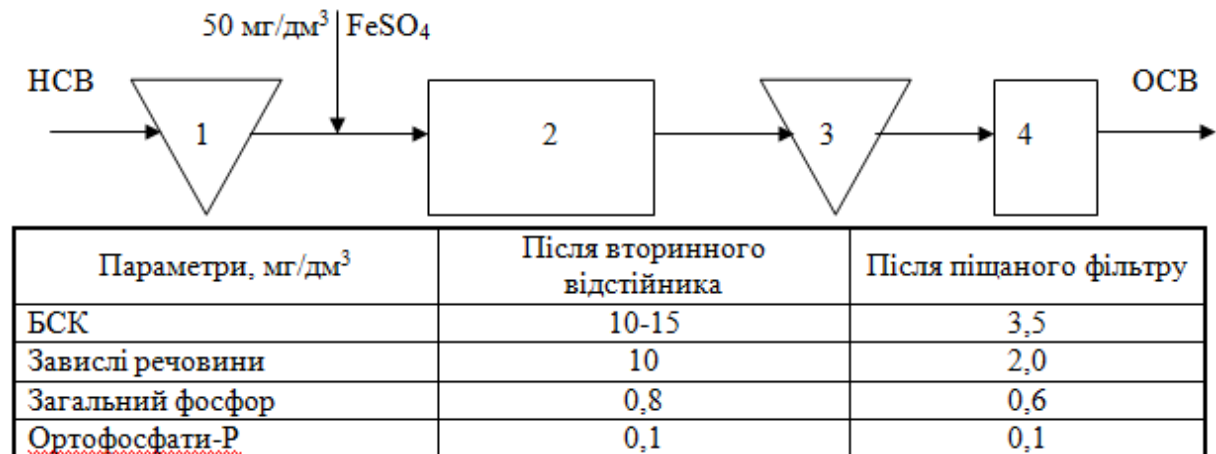 50 мг/дм³ FeSO₄
НСВ
ОСВ
1
2
3
4
Параметри, мг/дм³ Після вторинного відстійника Після піщаного фільтру
БСК 10-15 3,5
Завислі речовини 10 2,0
Загальний фосфор 0,8 0,6
Ортофосфати-Р 0,1 0,1